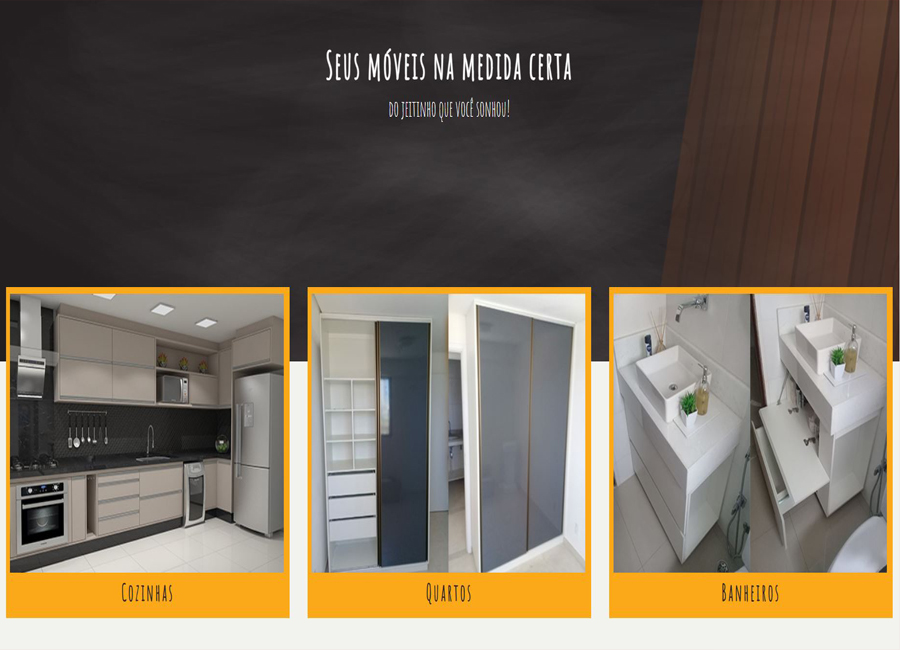 Seus móveis na medida certa
do jeitinho que você sonhou!
Cozinhas
Quartos
Banheiros